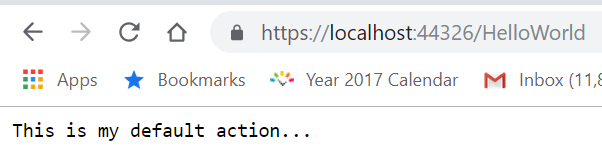 https://localhost:44326/HelloWorld
Apps Bookmarks Year 2017 Calendar Inbox (11,8
This is my default action...